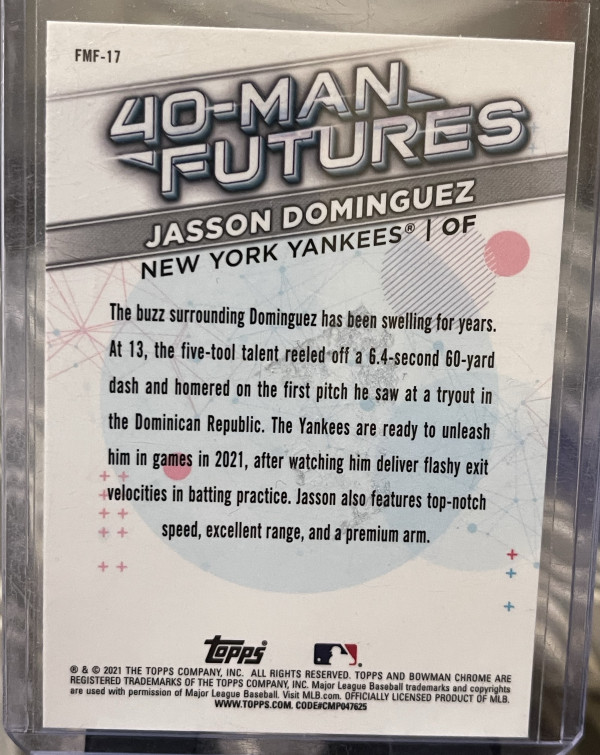 FMF-17
40-MAN
FUTURES
JASSON DOMINGUEZ
NEW YORK YANKEES® | OF
The buzz surrounding Dominguez has been swelling for years.
At 13, the five-tool talent reeled off a 6.4-second 60-yard
dash and homered on the first pitch he saw at a tryout in
the Dominican Republic. The Yankees are ready to unleash
him in games in 2021, after watching him deliver flashy exit
velocities in batting practice. Jasson also features top-notch
speed, excellent range, and a premium arm.
topps
® & © 2021 THE TOPPS COMPANY, INC. ALL RIGHTS RESERVED. TOPPS AND BOWMAN CHROME ARE
REGISTERED TRADEMARKS OF THE TOPPS COMPANY, INC. Major League Baseball trademarks and copyrights
are used with permission of Major League Baseball. Visit MLB.com. OFFICIALLY LICENSED PRODUCT OF MLB.
WWW.TOPPS.COM. CODE#CMP047625